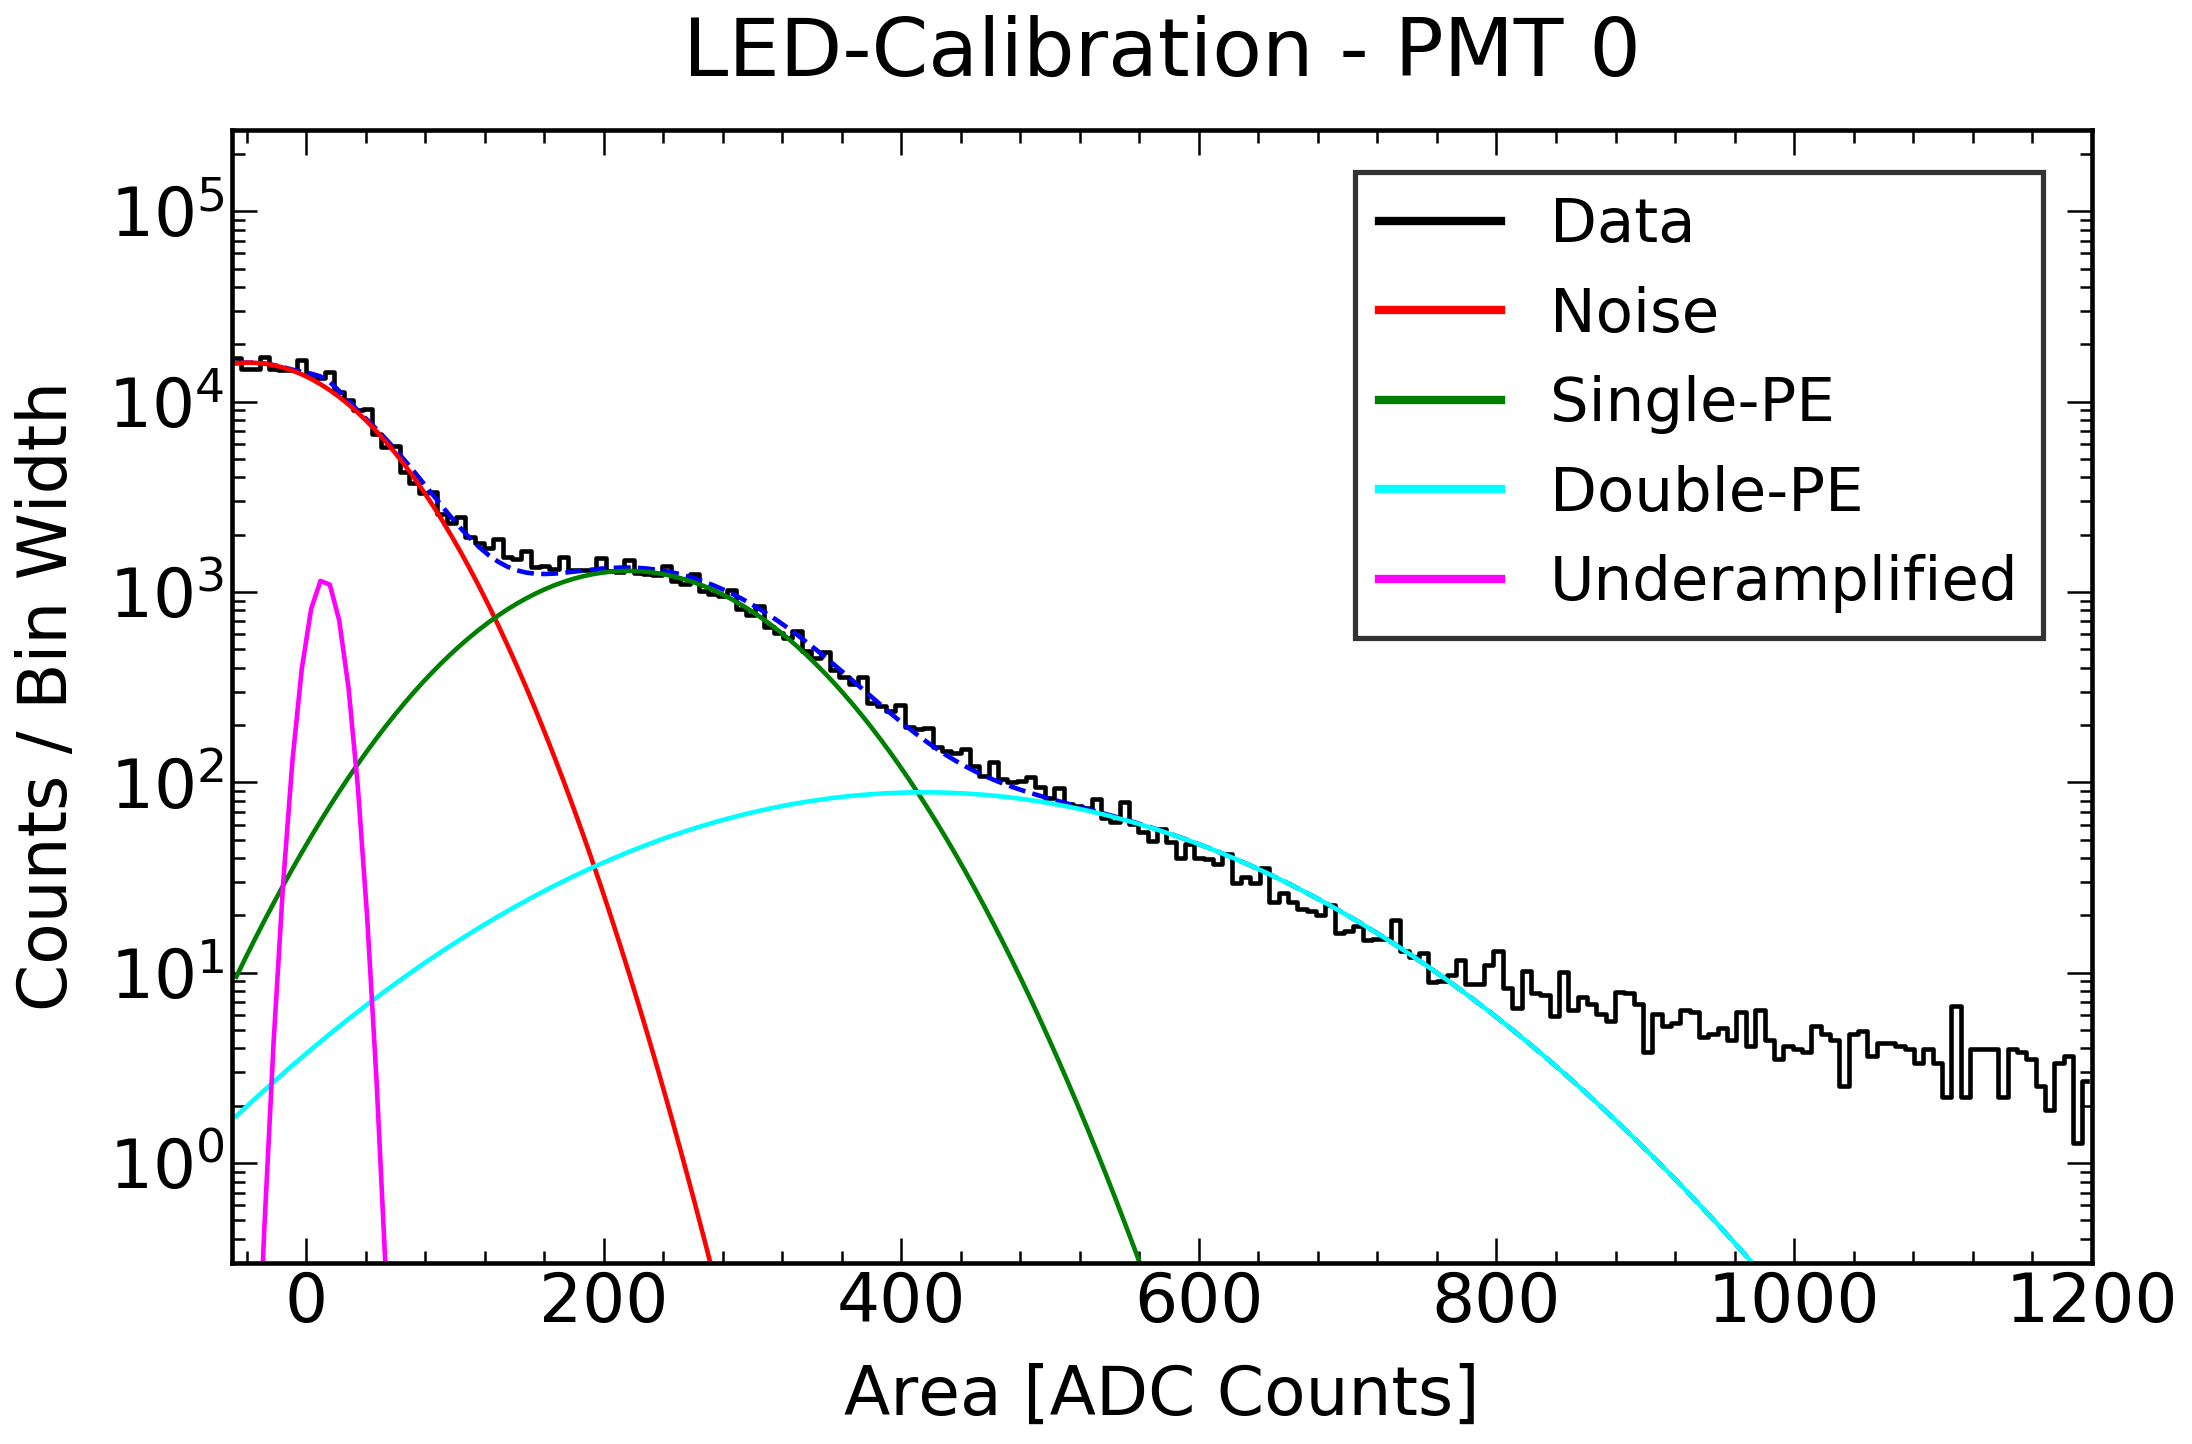 LED-Calibration - PMT 0
Counts / Bin Width
10^5
10^4
10^3
10^2
10^1
10^0
Data
Noise
Single-PE
Double-PE
Underamplified
0 200 400 600 800 1000 1200
Area [ADC Counts]